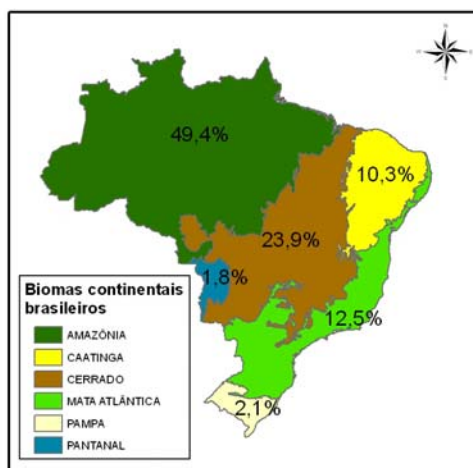 49,4%
10,3%
23,9%
1,8%
12,5%
2,1%
Biomas continentais
brasileiros
AMAZÔNIA
CAATINGA
CERRADO
MATA ATLÂNTICA
PAMPA
PANTANAL